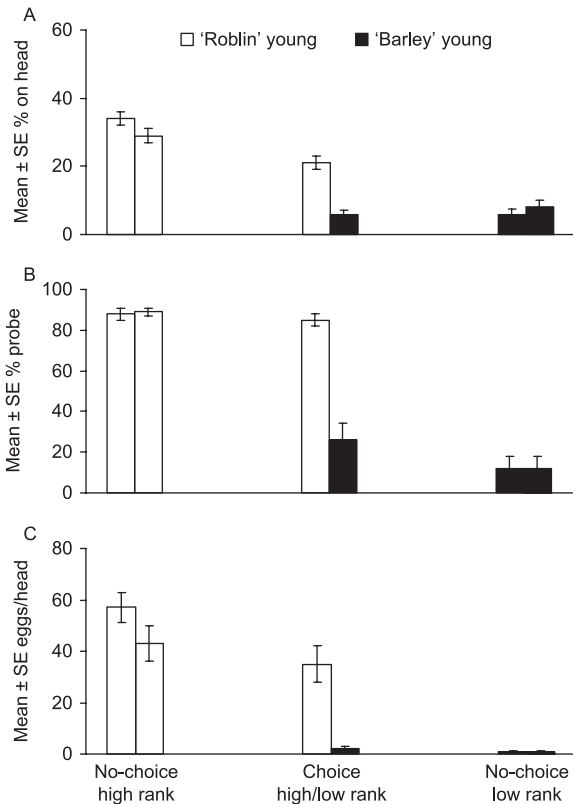 A
‘Roblin’ young
‘Barley’ young
60
40
20
0
Mean ± SE % on head
B
100
80
60
40
20
0
Mean ± SE % probe
C
80
60
40
20
0
Mean ± SE eggs/head
No-choice
high rank
Choice
high/low rank
No-choice
low rank